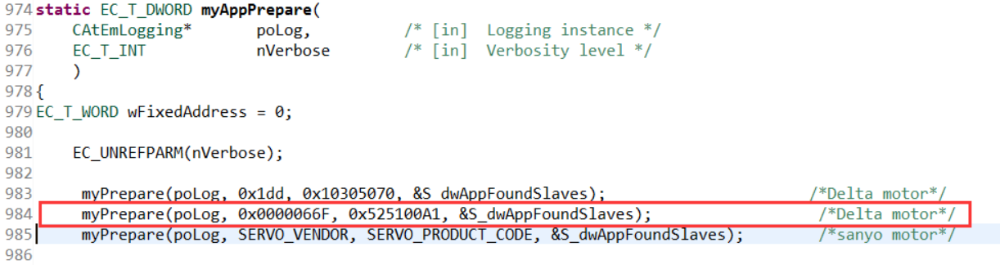 974 static EC_T_DWORD myAppPrepare(
975     CAtEmLogging*       poLog,          /* [in]  Logging instance */
976     EC_T_INT            nVerbose        /* [in]  Verbosity level */
977     )
978 {
979 EC_T_WORD wFixedAddress = 0;
980
981     EC_UNREFPARM(nVerbose);
982
983      myPrepare(poLog, 0x1dd, 0x10305070, &S_dwAppFoundSlaves);                      /*Delta motor*/
984      myPrepare(poLog, 0x0000066F, 0x525100A1, &S_dwAppFoundSlaves);                  /*Delta motor*/
985      myPrepare(poLog, SERVO_VENDOR, SERVO_PRODUCT_CODE, &S_dwAppFoundSlaves);        /*sanyo motor*/
986